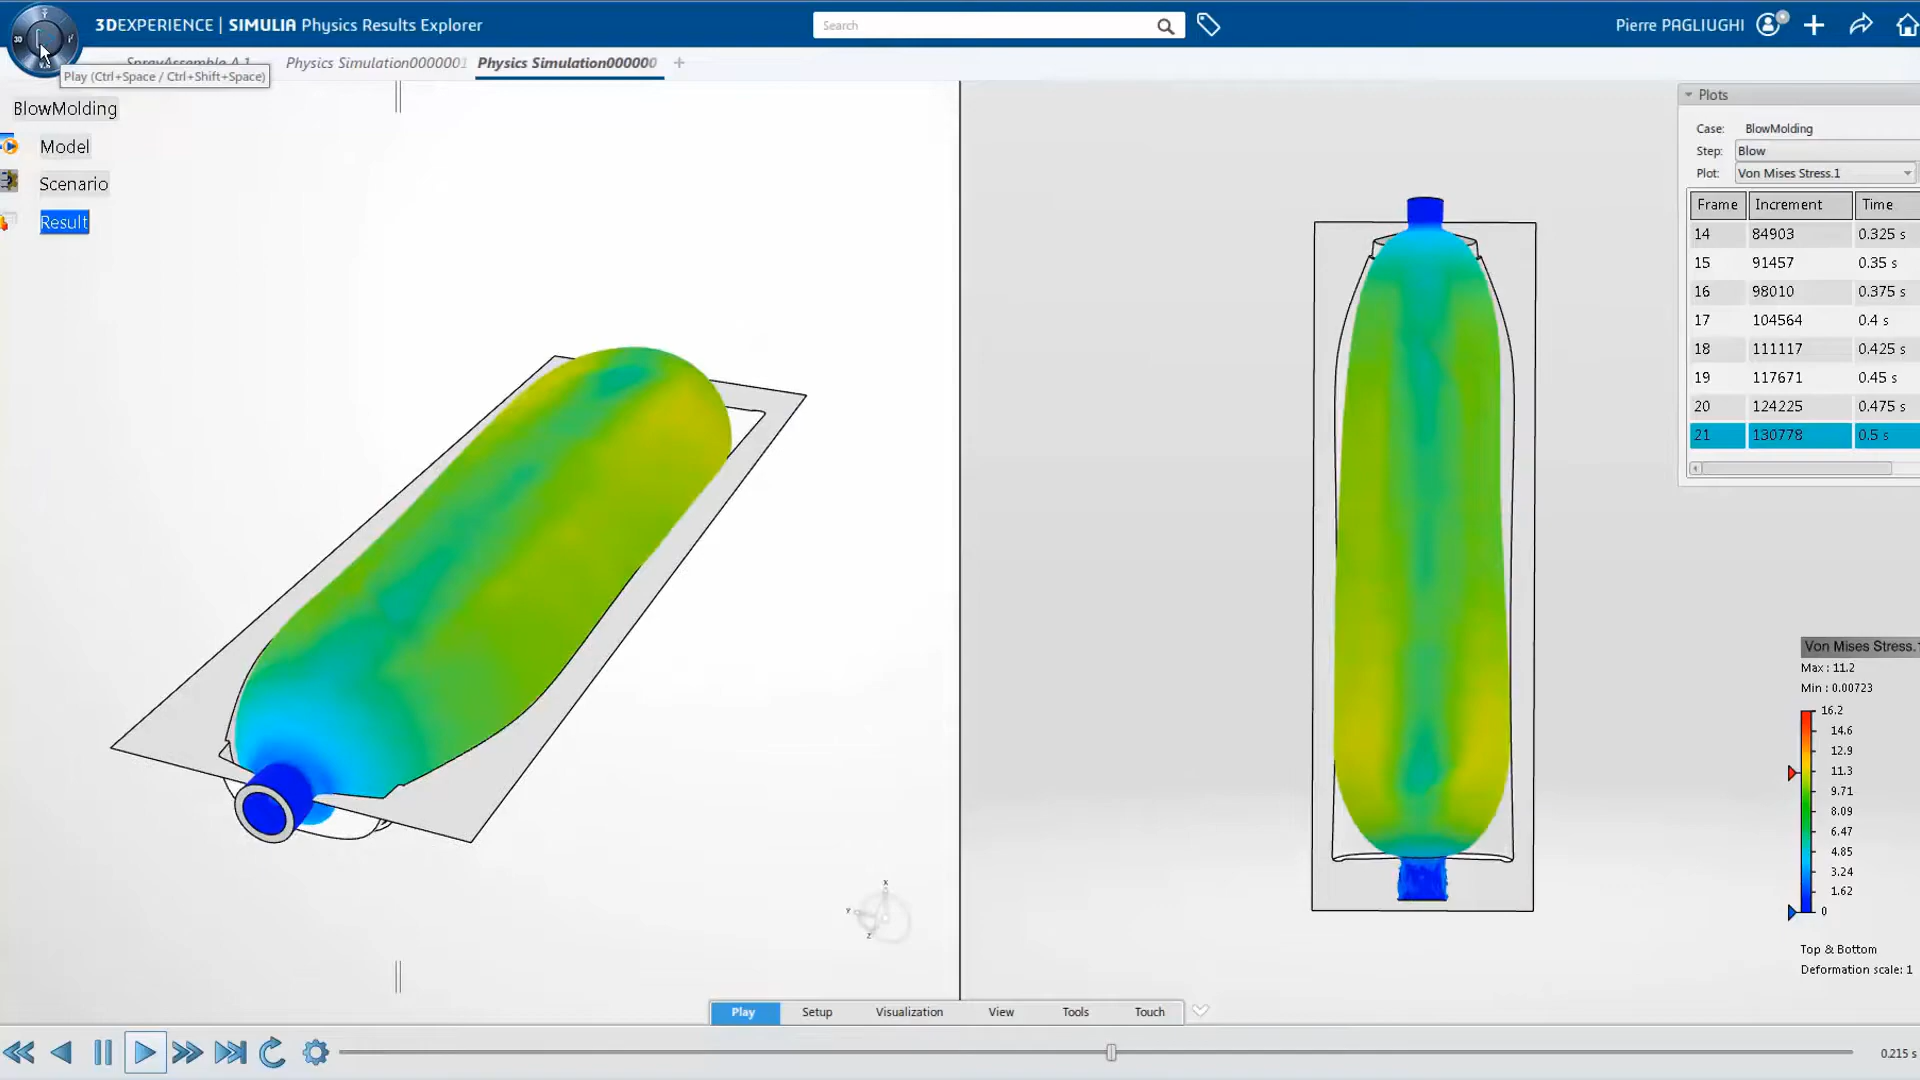 3DEXPERIENCE | SIMULIA Physics Results Explorer
Search
Pierre PAGLIUGHI
3D
Play (Ctrl+Space / Ctrl+Shift+Space)
Physics Simulation0000001
Physics Simulation000000
+
BlowMolding
Model
Scenario
Result
Plots
Case: BlowMolding
Step: Blow
Plot: Von Mises Stress.1
Frame Increment Time
14 84903 0.325 s
15 91457 0.35 s
16 98010 0.375 s
17 104564 0.4 s
18 111117 0.425 s
19 117671 0.45 s
20 124225 0.475 s
21 130778 0.5 s
Von Mises Stress.1
Max : 11.2
Min : 0.00723
16.2
14.6
12.9
11.3
9.71
8.09
6.47
4.85
3.24
1.62
0
Top & Bottom
Deformation scale: 1
X
Y
Z
Play Setup Visualization View Tools Touch
0.215 s